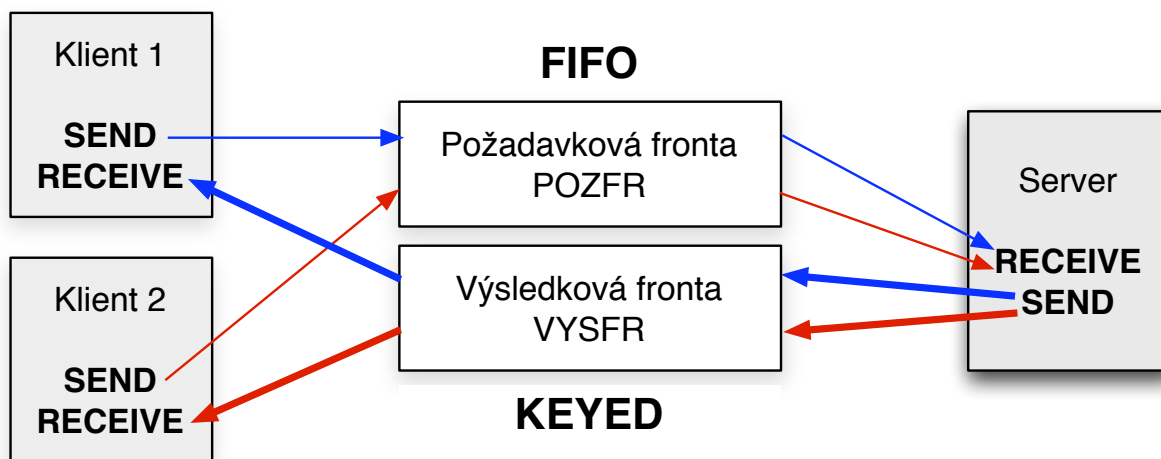 Klient 1
SEND
RECEIVE
Klient 2
SEND
RECEIVE
FIFO
Požadavková fronta
POZFR
Výsledková fronta
VYSFR
KEYED
Server
RECEIVE
SEND